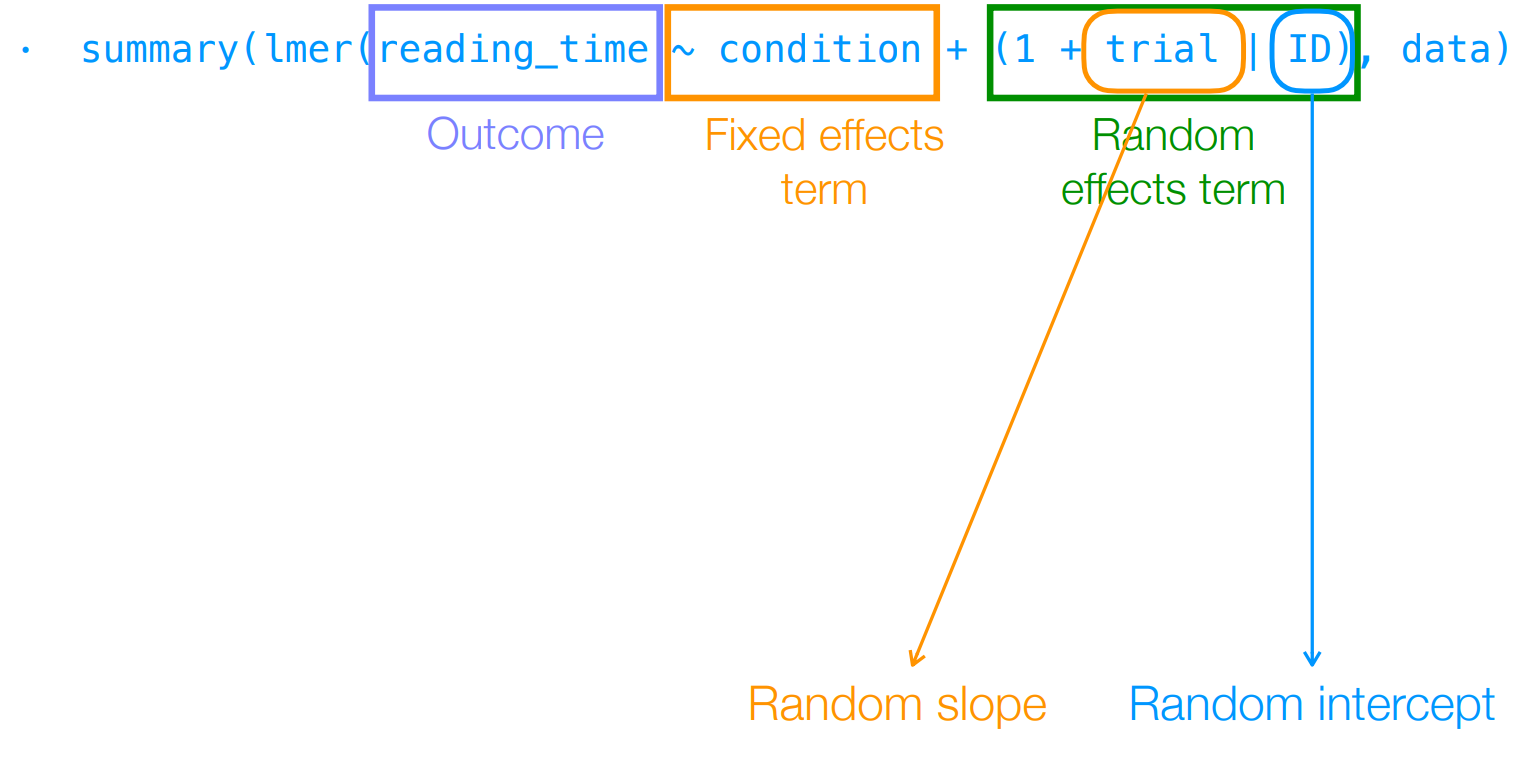 · summary(lmer(reading_time ~ condition + (1 + trial | ID), data)
Outcome
Fixed effects
term
Random
effects term
Random slope
Random intercept